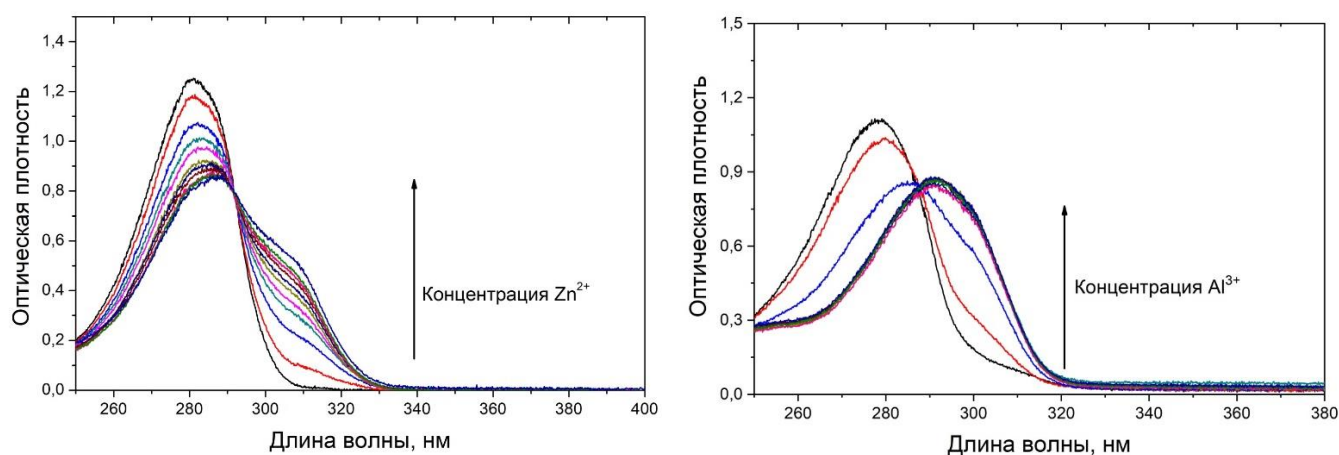 Оптическая плотность
1,4
1,2
1,0
0,8
0,6
0,4
0,2
0,0
Концентрация Zn²⁺
260 280 300 320 340 360 380 400
Длина волны, нм
Оптическая плотность
1,5
1,2
0,9
0,6
0,3
0.0
Концентрация Al³⁺
260 280 300 320 340 360 380
Длина волны, нм